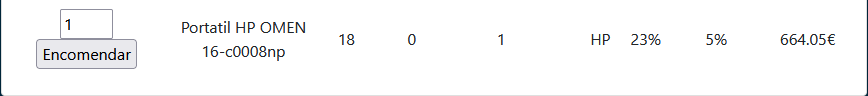 1
Encomendar
Portatil HP OMEN
16-c0008np
18
0
1
HP
23%
5%
664.05€